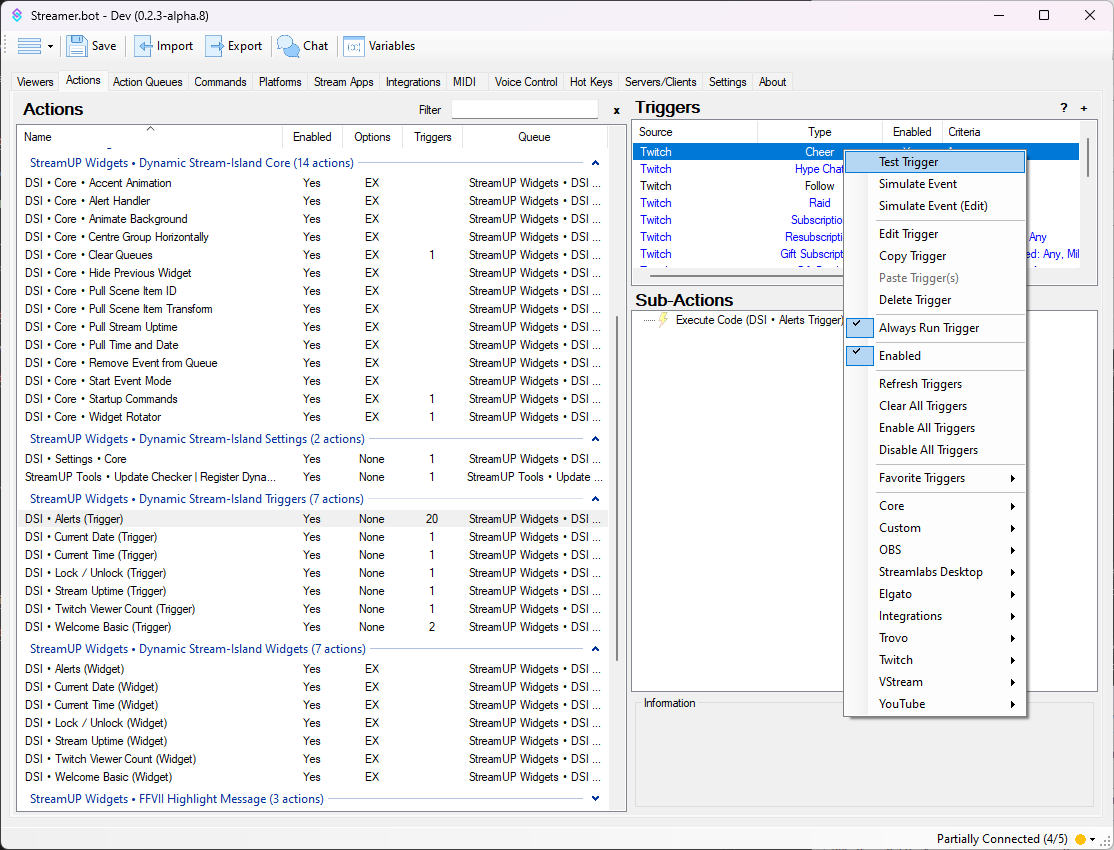 Streamer.bot - Dev (0.2.3-alpha.8)
Save Import Export Chat Variables
Viewers Actions Action Queues Commands Platforms Stream Apps Integrations MIDI Voice Control Hot Keys Servers/Clients Settings About
Actions
Filter
x
Name Enabled Options Triggers Queue
StreamUP Widgets • Dynamic Stream-Island Core (14 actions)
DSI • Core • Accent Animation Yes EX StreamUP Widgets • DSI ...
DSI • Core • Alert Handler Yes EX StreamUP Widgets • DSI ...
DSI • Core • Animate Background Yes EX StreamUP Widgets • DSI ...
DSI • Core • Centre Group Horizontally Yes EX StreamUP Widgets • DSI ...
DSI • Core • Clear Queues Yes EX 1 StreamUP Widgets • DSI ...
DSI • Core • Hide Previous Widget Yes EX StreamUP Widgets • DSI ...
DSI • Core • Pull Scene Item ID Yes EX StreamUP Widgets • DSI ...
DSI • Core • Pull Scene Item Transform Yes EX StreamUP Widgets • DSI ...
DSI • Core • Pull Stream Uptime Yes EX StreamUP Widgets • DSI ...
DSI • Core • Pull Time and Date Yes EX StreamUP Widgets • DSI ...
DSI • Core • Remove Event from Queue Yes EX StreamUP Widgets • DSI ...
DSI • Core • Start Event Mode Yes EX StreamUP Widgets • DSI ...
DSI • Core • Startup Commands Yes EX 1 StreamUP Widgets • DSI ...
DSI • Core • Widget Rotator Yes EX 1 StreamUP Widgets • DSI ...
StreamUP Widgets • Dynamic Stream-Island Settings (2 actions)
DSI • Settings • Core Yes None 1 StreamUP Widgets • DSI ...
StreamUP Tools • Update Checker | Register Dyna... Yes None 1 StreamUP Tools • Update ...
StreamUP Widgets • Dynamic Stream-Island Triggers (7 actions)
DSI • Alerts (Trigger) Yes None 20 StreamUP Widgets • DSI ...
DSI • Current Date (Trigger) Yes None 1 StreamUP Widgets • DSI ...
DSI • Current Time (Trigger) Yes None 1 StreamUP Widgets • DSI ...
DSI • Lock / Unlock (Trigger) Yes None 1 StreamUP Widgets • DSI ...
DSI • Stream Uptime (Trigger) Yes None 1 StreamUP Widgets • DSI ...
DSI • Twitch Viewer Count (Trigger) Yes None 1 StreamUP Widgets • DSI ...
DSI • Welcome Basic (Trigger) Yes None 2 StreamUP Widgets • DSI ...
StreamUP Widgets • Dynamic Stream-Island Widgets (7 actions)
DSI • Alerts (Widget) Yes EX StreamUP Widgets • DSI ...
DSI • Current Date (Widget) Yes EX StreamUP Widgets • DSI ...
DSI • Current Time (Widget) Yes EX StreamUP Widgets • DSI ...
DSI • Lock / Unlock (Widget) Yes EX StreamUP Widgets • DSI ...
DSI • Stream Uptime (Widget) Yes EX StreamUP Widgets • DSI ...
DSI • Twitch Viewer Count (Widget) Yes EX StreamUP Widgets • DSI ...
DSI • Welcome Basic (Widget) Yes EX StreamUP Widgets • DSI ...
StreamUP Widgets • FFVII Highlight Message (3 actions)
Triggers
? +
Source Type Enabled Criteria
Twitch Cheer
Twitch Hype Chat
Twitch Follow
Twitch Raid
Twitch Subscriptio
Twitch Resubscripti Any
Twitch Gift Subscript ed: Any, Mil
Sub-Actions
Execute Code (DSI • Alerts Trigger)
Information
Test Trigger
Simulate Event
Simulate Event (Edit)
Edit Trigger
Copy Trigger
Paste Trigger(s)
Delete Trigger
Always Run Trigger
Enabled
Refresh Triggers
Clear All Triggers
Enable All Triggers
Disable All Triggers
Favorite Triggers
Core
Custom
OBS
Streamlabs Desktop
Elgato
Integrations
Trovo
Twitch
VStream
YouTube
Partially Connected (4/5)